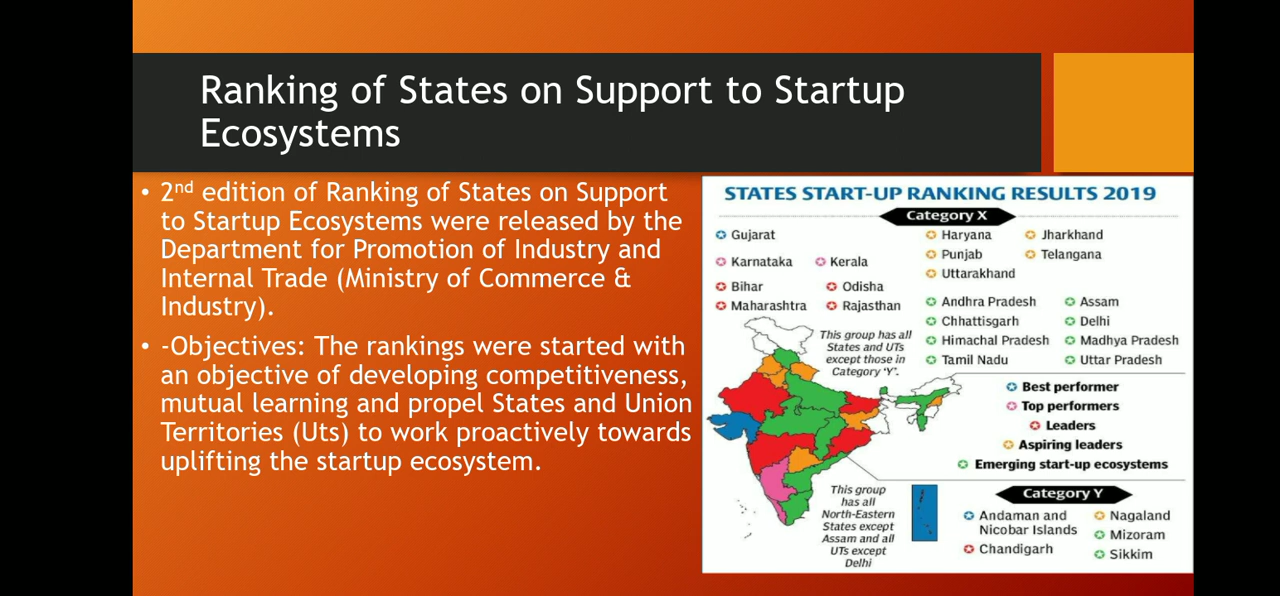 Ranking of States on Support to Startup
Ecosystems
• 2nd edition of Ranking of States on Support
to Startup Ecosystems were released by the
Department for Promotion of Industry and
Internal Trade (Ministry of Commerce &
Industry).
• -Objectives: The rankings were started with
an objective of developing competitiveness,
mutual learning and propel States and Union
Territories (Uts) to work proactively towards
uplifting the startup ecosystem.
STATES START-UP RANKING RESULTS 2019
Category X
Gujarat
Karnataka Kerala
Bihar Odisha
Maharashtra Rajasthan
Haryana Jharkhand
Punjab Telangana
Uttarakhand
Andhra Pradesh Assam
Chhattisgarh Delhi
Himachal Pradesh Madhya Pradesh
Tamil Nadu Uttar Pradesh
This group has all
States and UTs
except those in
Category 'Y'.
Best performer
Top performers
Leaders
Aspiring leaders
Emerging start-up ecosystems
This group
has all
North-Eastern
States except
Assam and all
UTs except
Delhi
Category Y
Andaman and
Nicobar Islands
Chandigarh
Nagaland
Mizoram
Sikkim